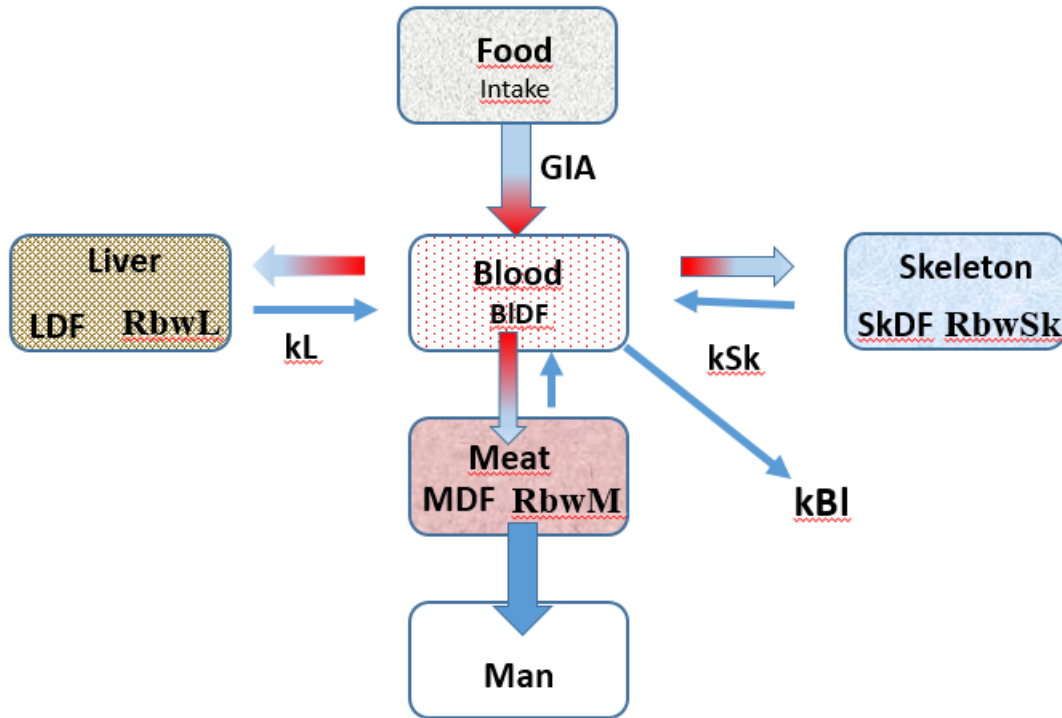 Food
Intake
GIA
Liver
LDF RbwL
kL
Blood
BlDF
Skeleton
SkDF RbwSk
kSk
Meat
MDF RbwM
kBl
Man